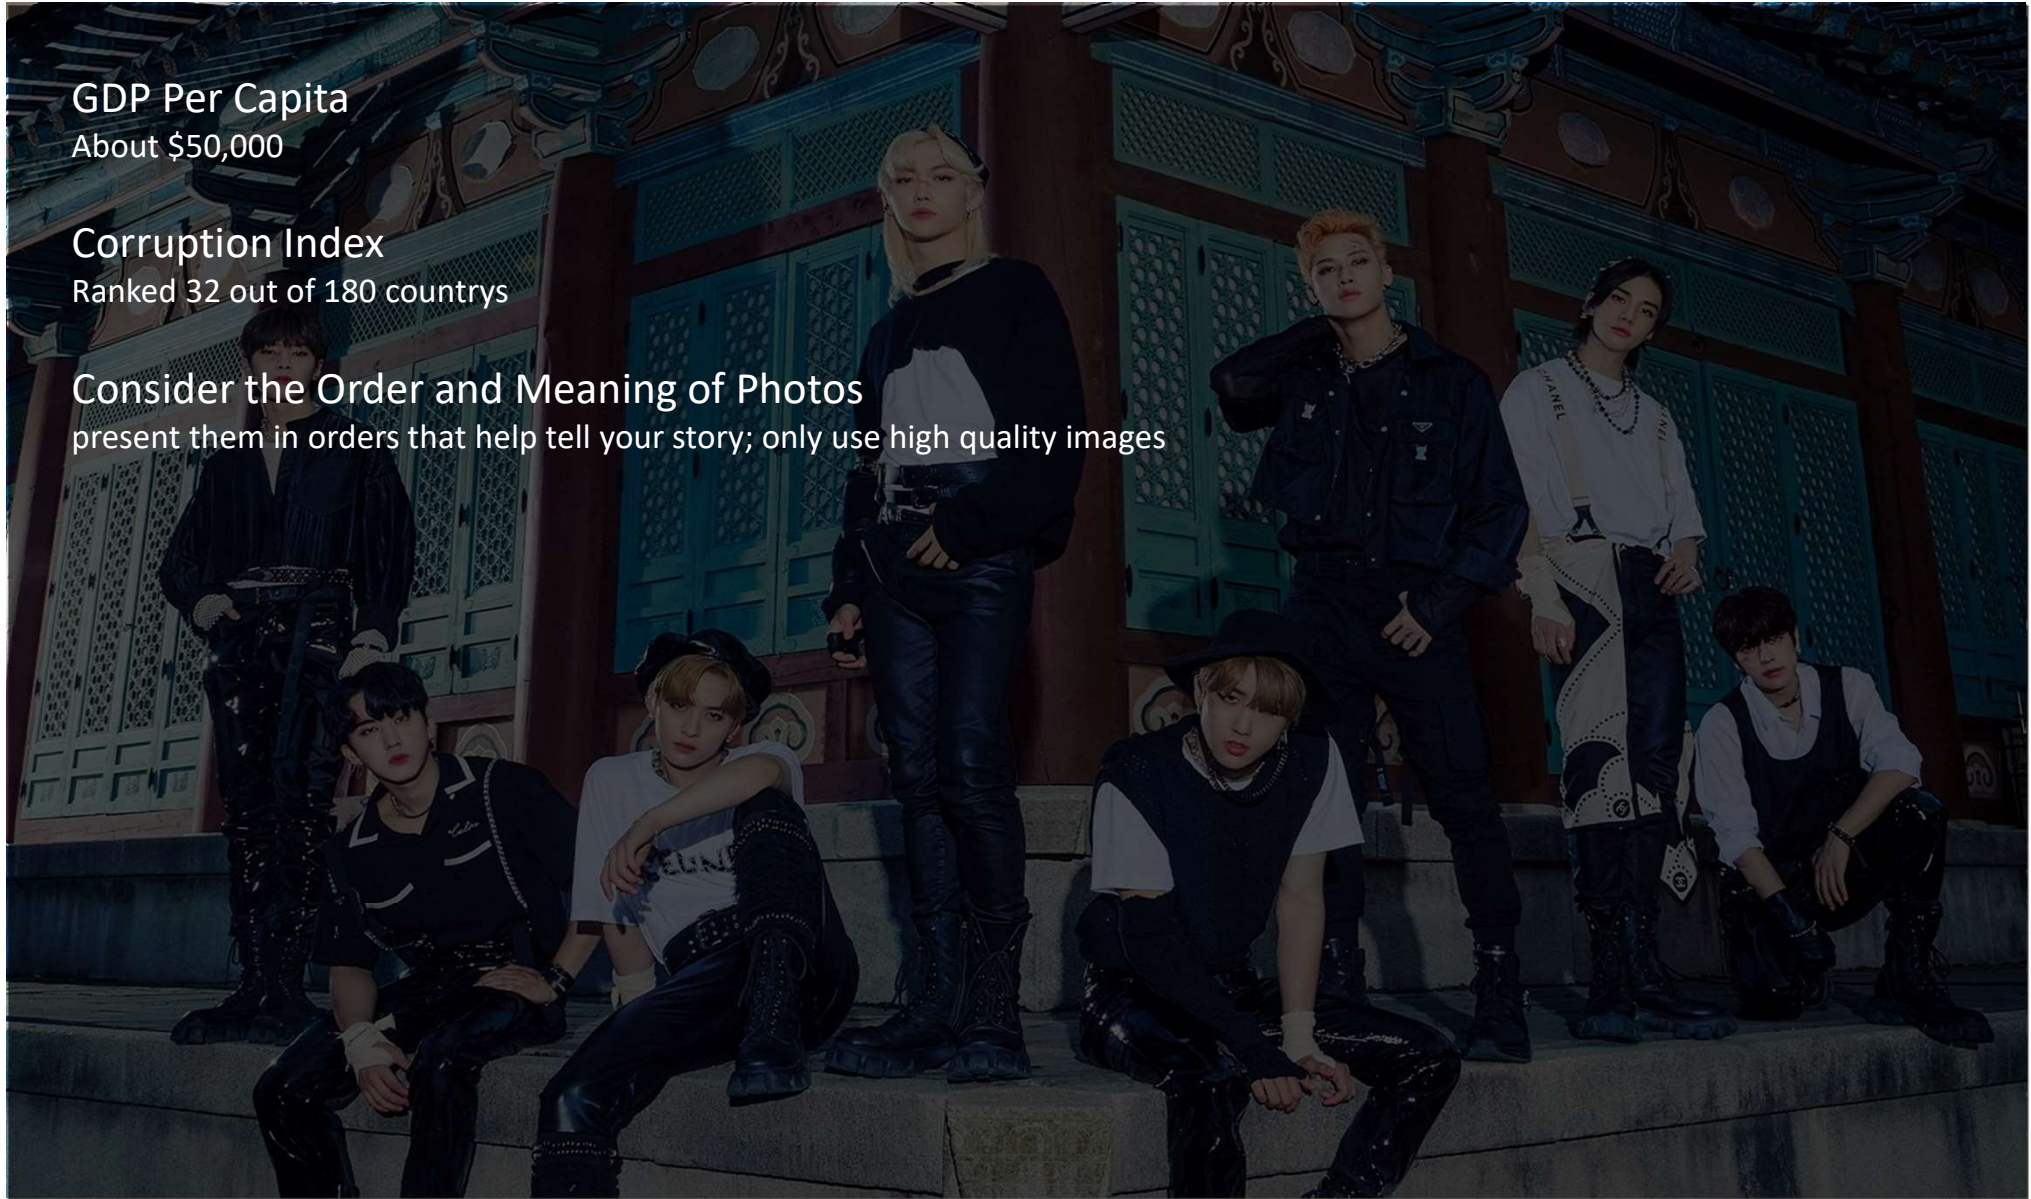 GDP Per Capita
About $50,000
Corruption Index
Ranked 32 out of 180 countrys
Consider the Order and Meaning of Photos
present them in orders that help tell your story; only use high quality images
HANEL